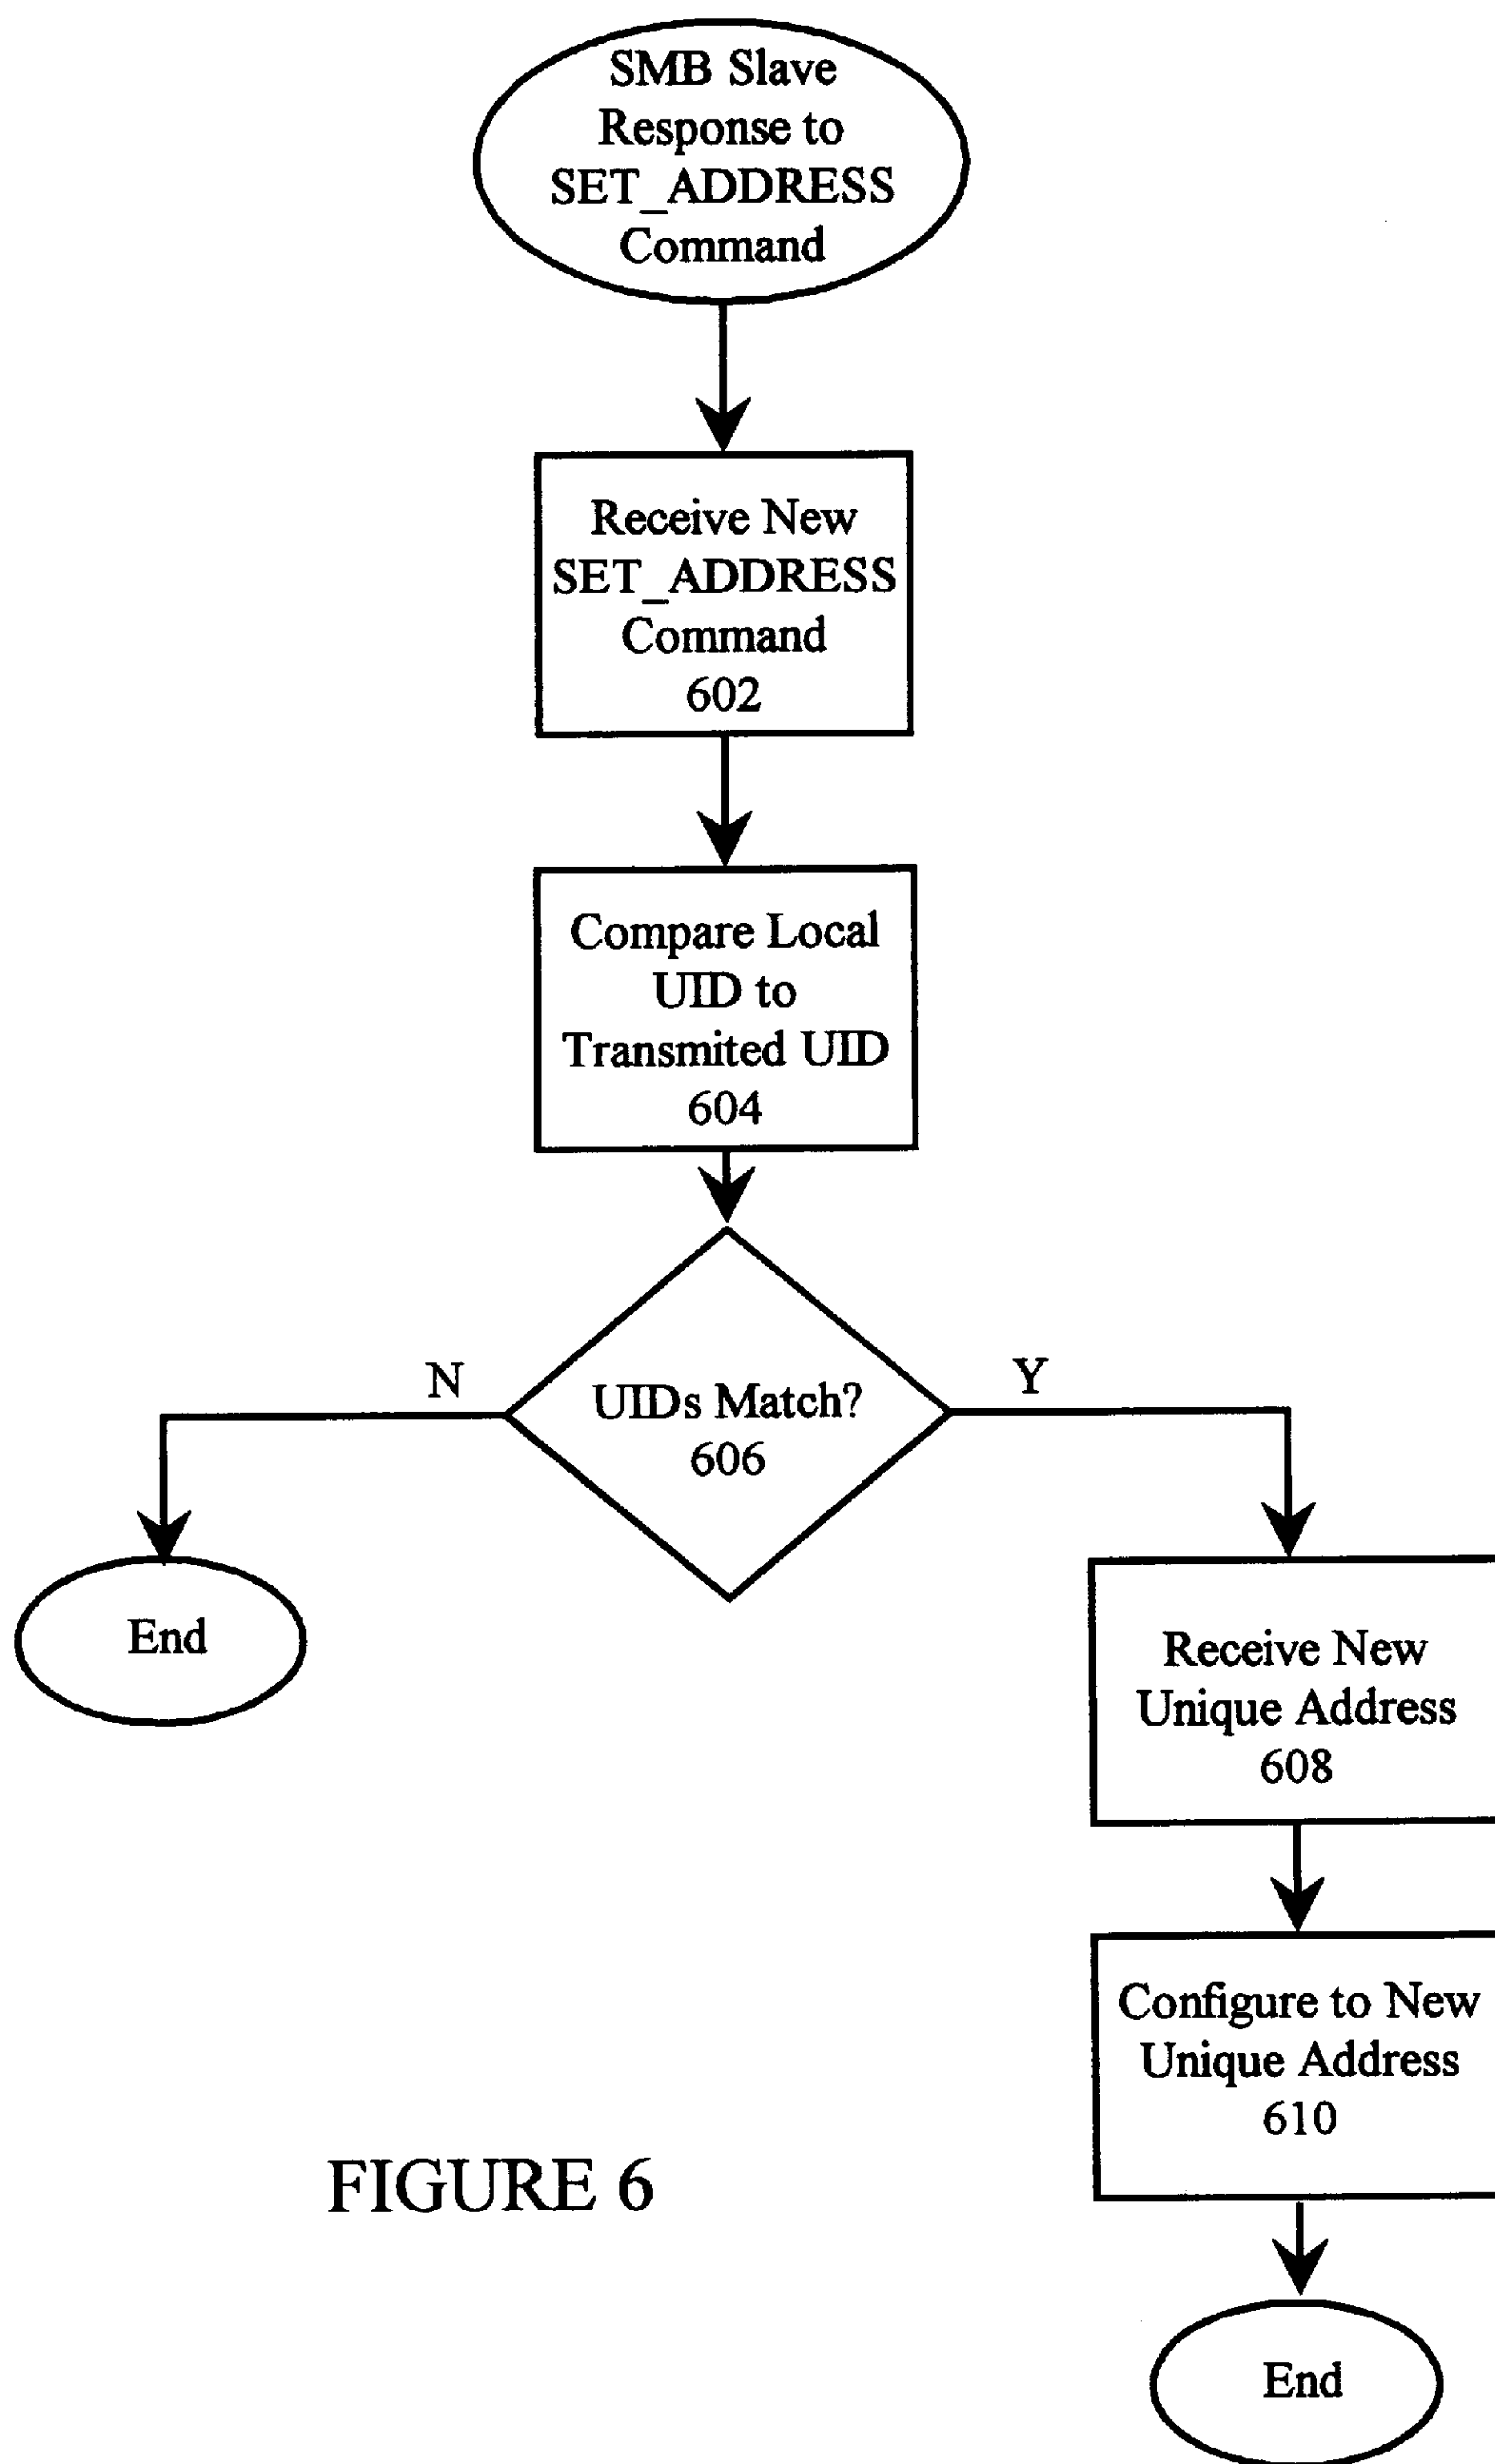 SMB Slave
Response to
SET_ADDRESS
Command
Receive New
SET_ADDRESS
Command
602
Compare Local
UID to
Transmited UID
604
N
Y
UIDs Match?
606
End
Receive New
Unique Address
608
Configure to New
Unique Address
610
FIGURE 6
End